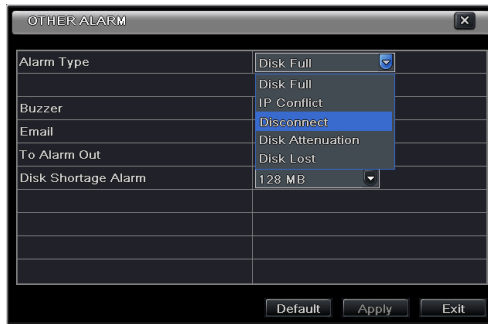 OTHER ALARM
Alarm Type Disk Full
Disk Full
IP Conflict
Buzzer
Disconnect
Email
Disk Attenuation
To Alarm Out
Disk Lost
Disk Shortage Alarm 128 MB
Default Apply Exit